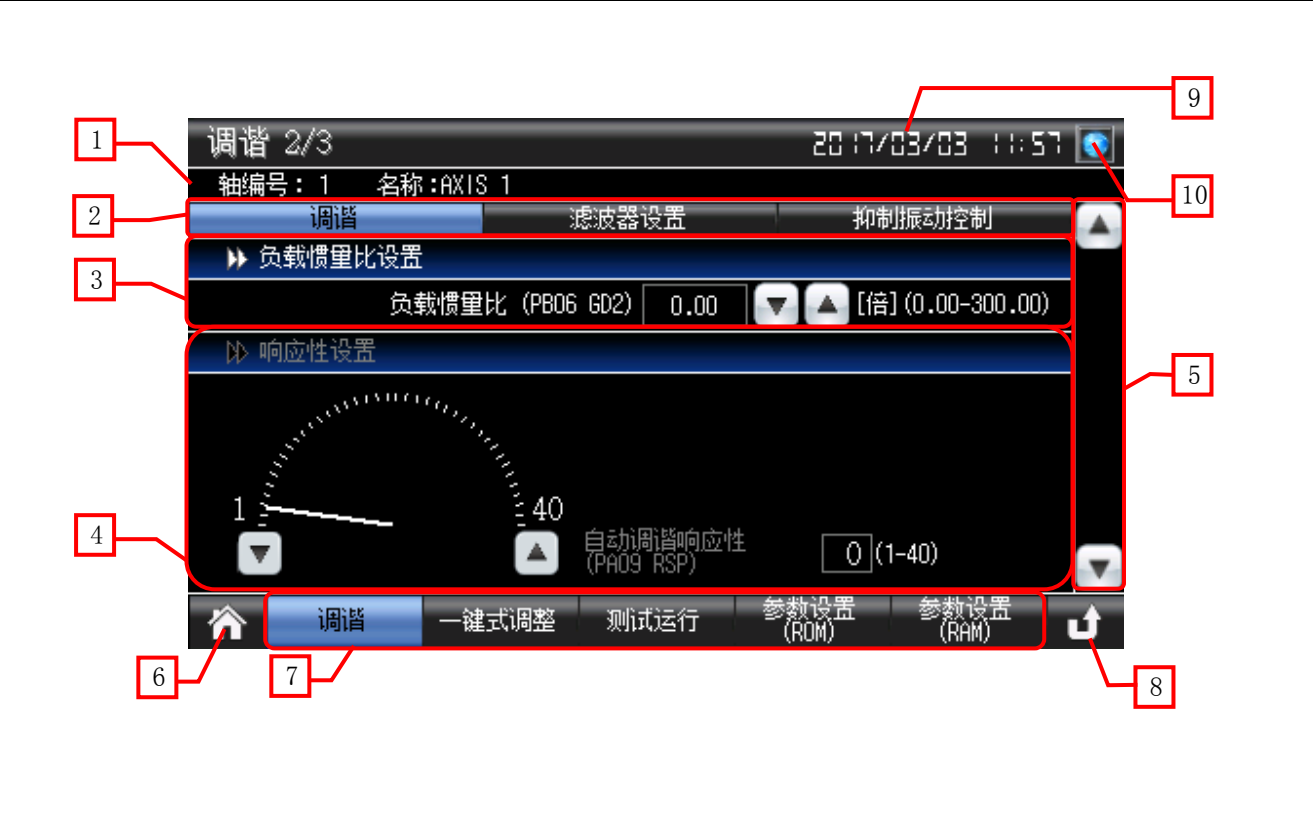 9
1
调谐 2/3
2017/03/03 11:57
轴编号: 1 名称:AXIS 1
10
2
调谐 滤波器设置 抑制振动控制
3
负载惯量比设置
负载惯量比 (PB06 GD2) 0.00 [倍](0.00-300.00)
响应性设置
5
1
40
4
自动调谐响应性
(PA09 RSP)
0 (1-40)
调谐 一键式调整 测试运行
参数设置
(ROM)
参数设置
(RAM)
6
7
8